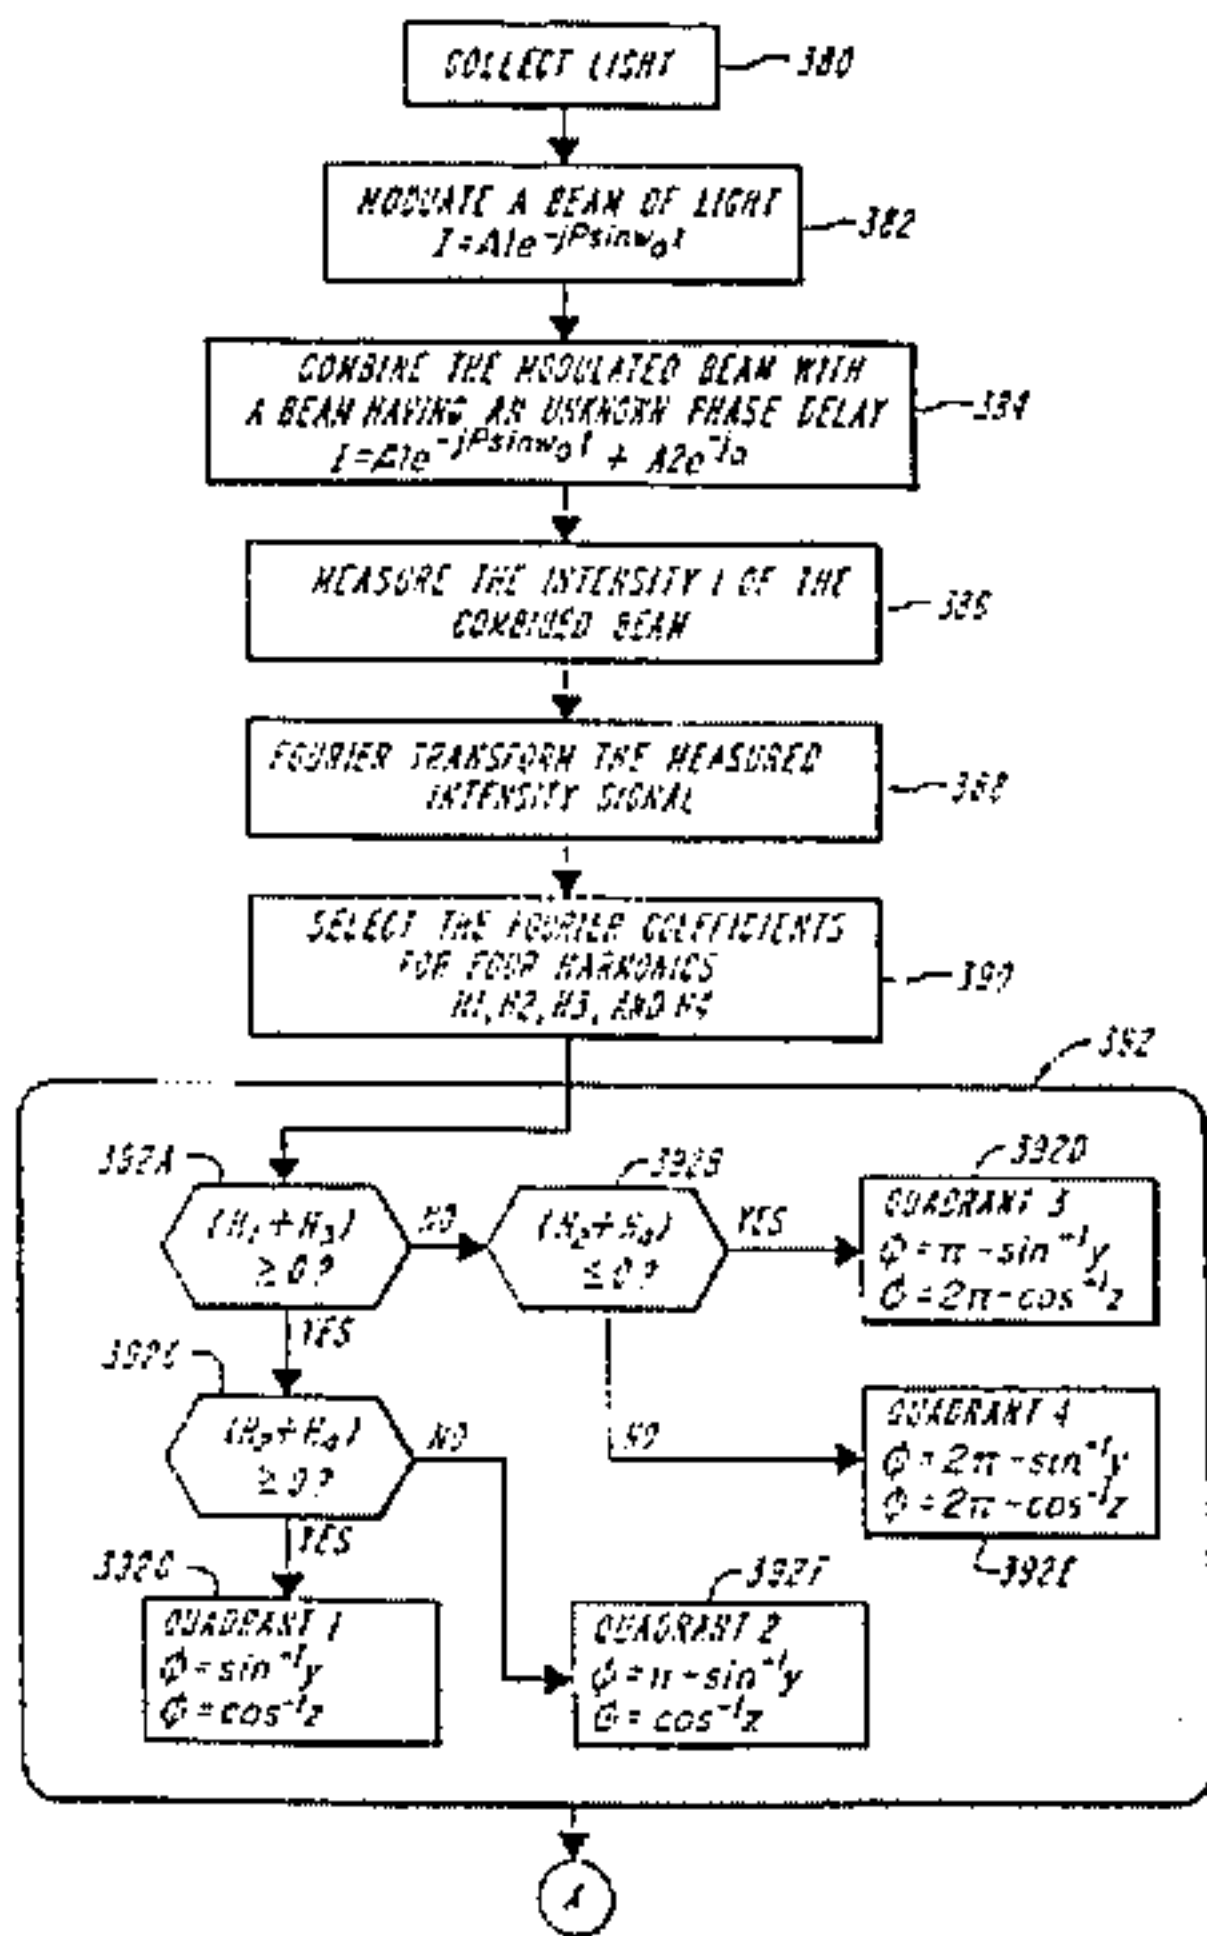 COLLECT LIGHT
380
MODUATE A BEAM OF LIGHT
I=A1e^-jPsinw₀t
382
COMBINE THE MODULATED BEAM WITH
A BEAM HAVING AN UNKNOWN PHASE DELAY
I=A1e^-jPsinw₀t + A2e^-ja
384
MEASURE THE INTENSITY I OF THE
COMBINED BEAM
386
FOURIER TRANSFORM THE MEASURED
INTENSITY SIGNAL
388
SELECT THE FOURIER COEFFICIENTS
FOR FOUR HARMONICS
H1, H2, H3, AND H4
390
392
392A
(H₁+H₃)
≥0?
NO
YES
392B
(H₂+H₄)
≤0?
YES
NO
392D
QUADRANT 3
ϕ=π-sin⁻¹y
ϕ=2π-cos⁻¹z
392C
(H₂+H₄)
≥0?
NO
YES
QUADRANT 4
ϕ=2π-sin⁻¹y
ϕ=2π-cos⁻¹z
392E
392G
QUADRANT 1
ϕ=sin⁻¹y
ϕ=cos⁻¹z
392F
QUADRANT 2
ϕ=π-sin⁻¹y
ϕ=cos⁻¹z
A